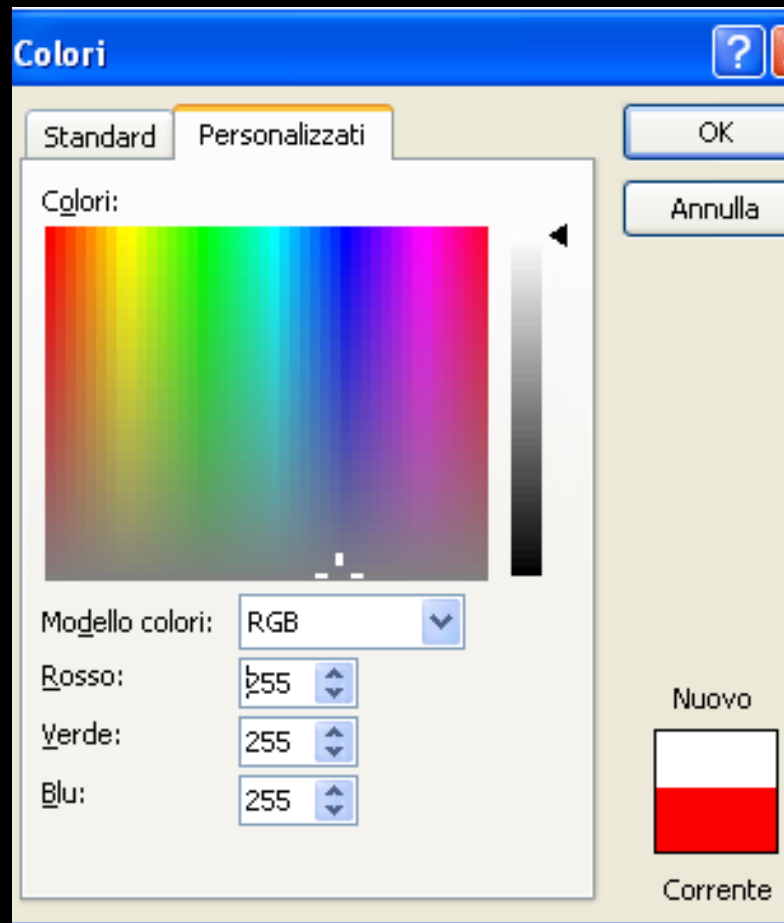 Colori
?
Standard
Personalizzati
OK
Annulla
Colori:
Modello colori: RGB
Rosso: 255
Verde: 255
Blu: 255
Nuovo
Corrente